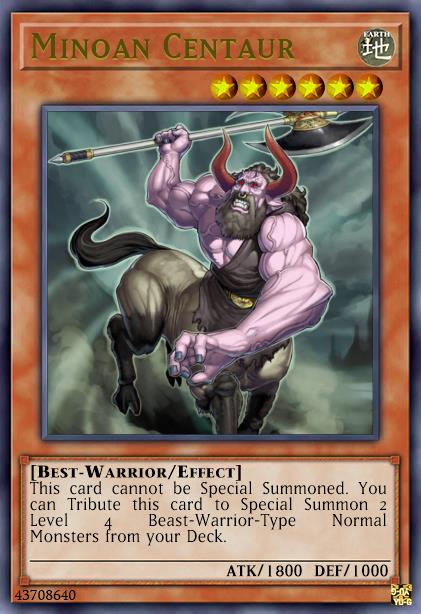 Minoan Centaur
EARTH
地
[Best-Warrior/Effect]
This card cannot be Special Summoned. You
can Tribute this card to Special Summon 2
Level 4 Beast-Warrior-Type Normal
Monsters from your Deck.
ATK/1800 DEF/1000
43708640